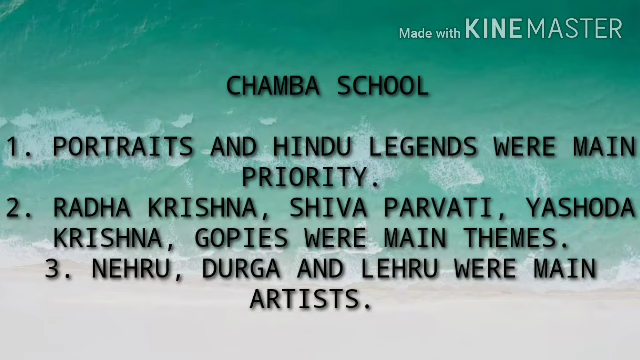 Made with KINEMASTER
CHAMBA SCHOOL
1. PORTRAITS AND HINDU LEGENDS WERE MAIN
PRIORITY.
2. RADHA KRISHNA, SHIVA PARVATI, YASHODA
KRISHNA, GOPIES WERE MAIN THEMES.
3. NEHRU, DURGA AND LEHRU WERE MAIN
ARTISTS.